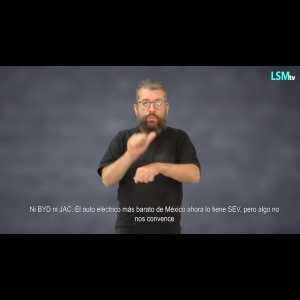 LSMtv
Ni BYD ni JAC. El auto eléctrico más barato de México ahora lo tiene SEV, pero algo no
nos convence